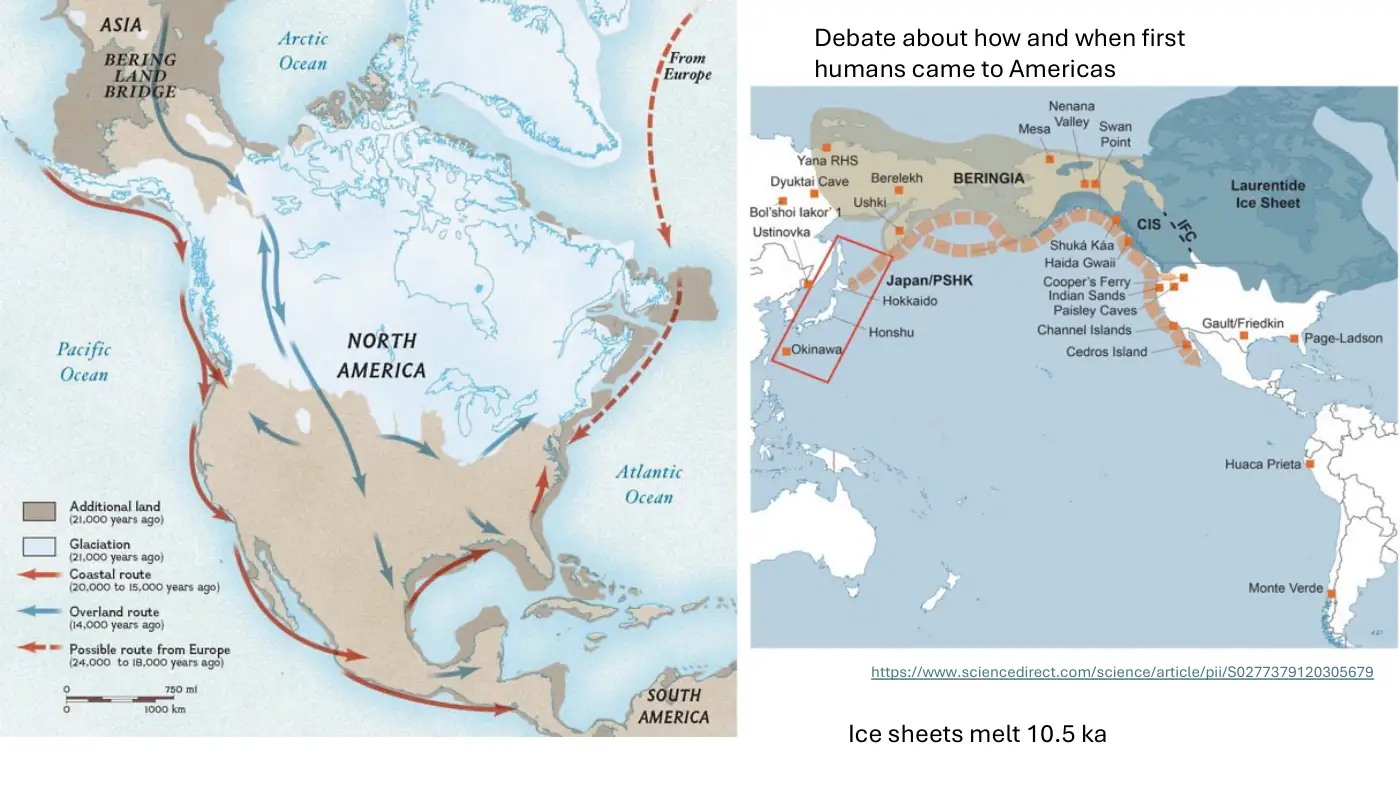 ASIA
BERING
LAND
BRIDGE
Arctic
Ocean
From
Europe
NORTH
AMERICA
Pacific
Ocean
Atlantic
Ocean
SOUTH
AMERICA
Additional land
(21,000 years ago)
Glaciation
(21,000 years ago)
Coastal route
(20,000 to 15,000 years ago)
Overland route
(14,000 years ago)
Possible route from Europe
(24,000 to 18,000 years ago)
0 750 mi
0 1000 km
Debate about how and when first
humans came to Americas
Nenana
Valley
Mesa
Swan
Point
Yana RHS
Dyuktai Cave
Berelekh
BERINGIA
Bol'shoi Iakor' 1
Ushki
Ustinovka
Laurentide
Ice Sheet
CIS
IFC
Shuká Káa
Haida Gwaii
Japan/PSHK
Cooper's Ferry
Hokkaido
Indian Sands
Paisley Caves
Honshu
Channel Islands
Gault/Friedkin
Page-Ladson
Okinawa
Cedros Island
Huaca Prieta
Monte Verde
https://www.sciencedirect.com/science/article/pii/S0277379120305679
Ice sheets melt 10.5 ka